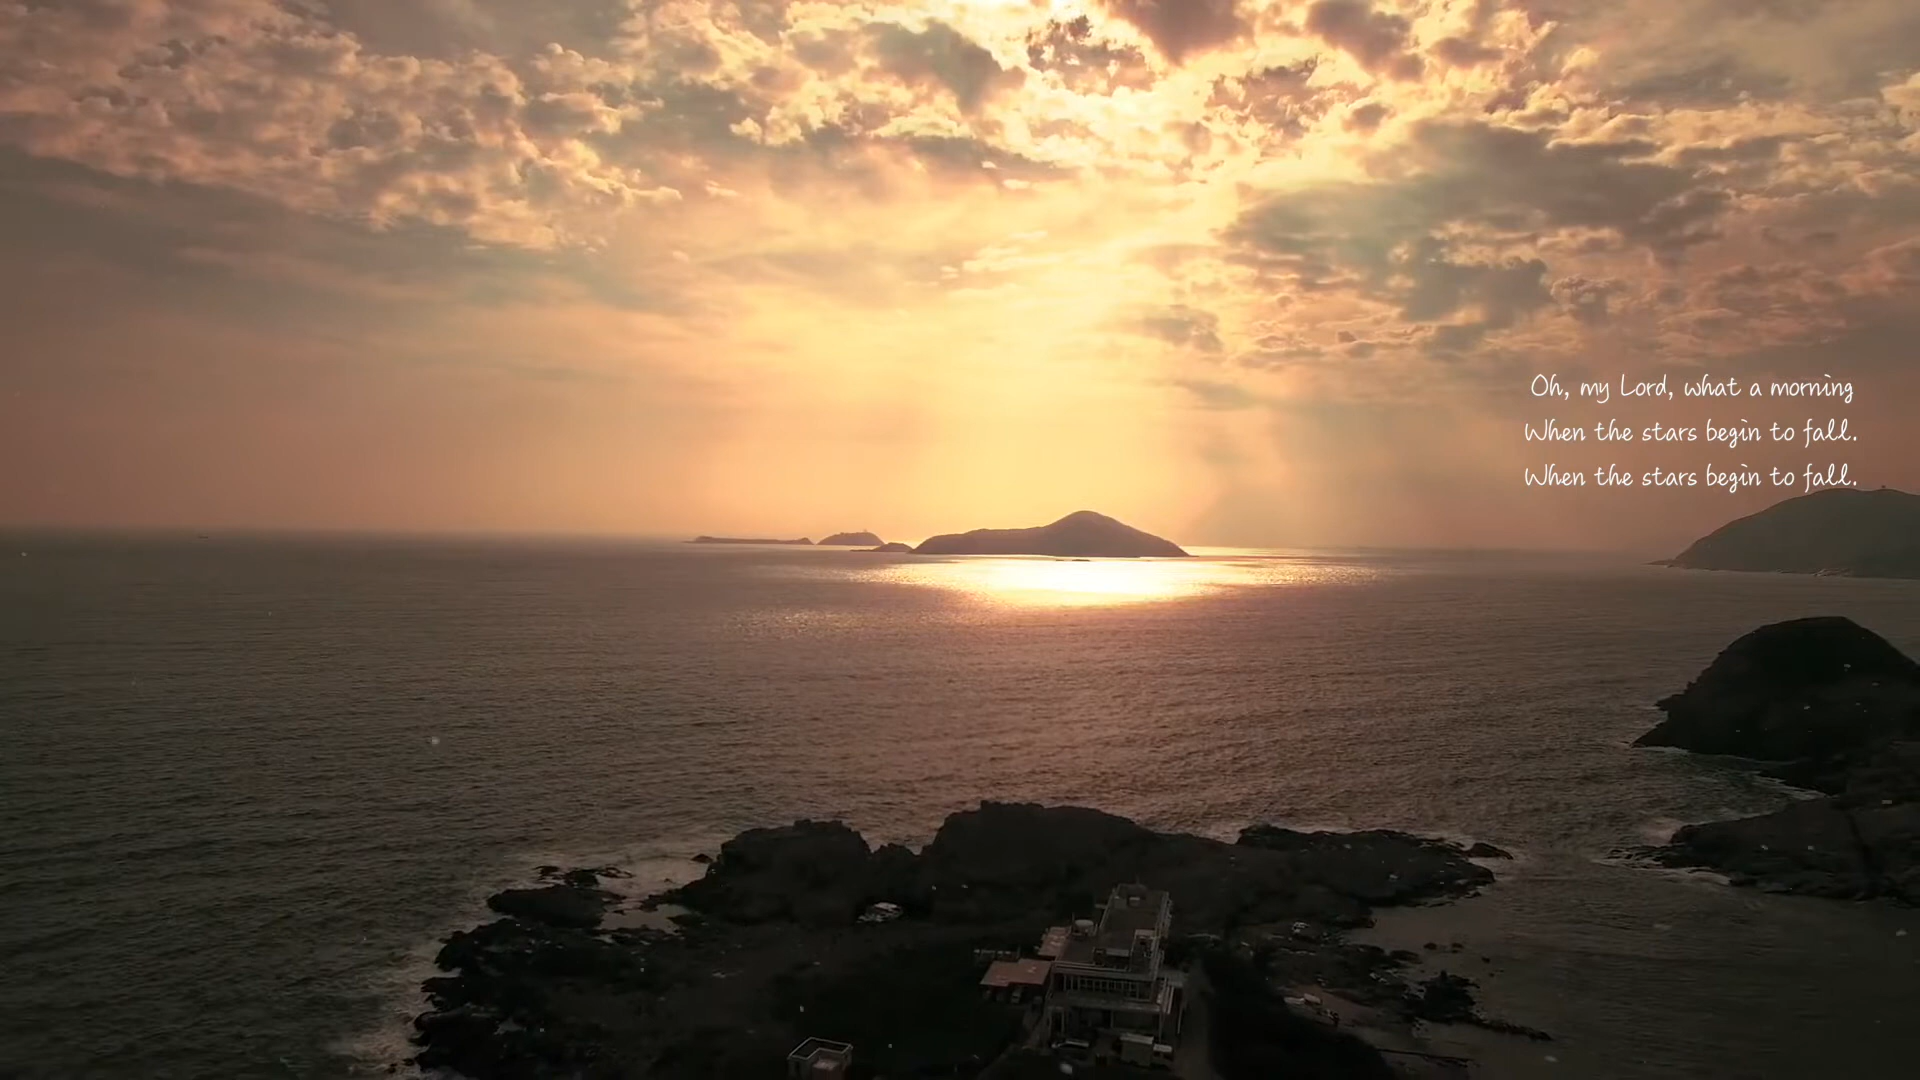 Oh, my Lord, what a morning
When the stars begin to fall.
When the stars begin to fall.